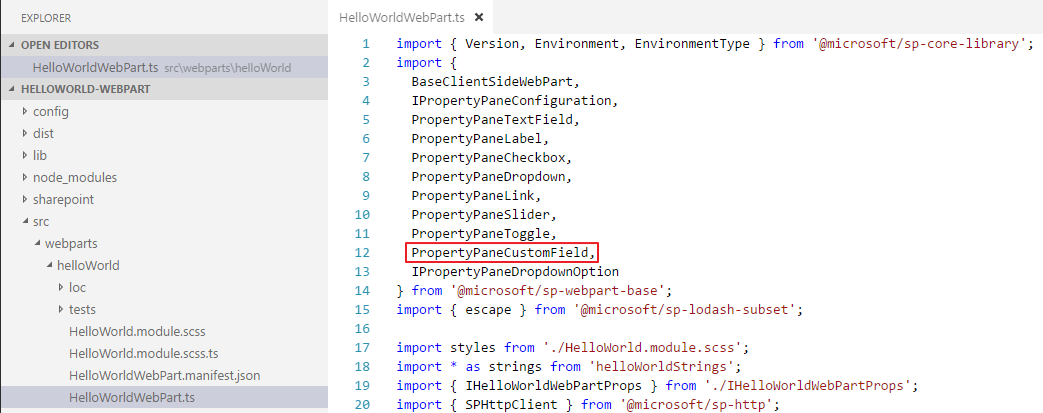 EXPLORER
OPEN EDITORS
HelloWorldWebPart.ts src\webparts\helloWorld
HELLOWORLD-WEBPART
config
dist
lib
node_modules
sharepoint
src
webparts
helloWorld
loc
tests
HelloWorld.module.scss
HelloWorld.module.scss.ts
HelloWorldWebPart.manifest.json
HelloWorldWebPart.ts
HelloWorldWebPart.ts ×
1 import { Version, Environment, EnvironmentType } from '@microsoft/sp-core-library';
2 import {
3 BaseClientSideWebPart,
4 IPropertyPaneConfiguration,
5 PropertyPaneTextField,
6 PropertyPaneLabel,
7 PropertyPaneCheckbox,
8 PropertyPaneDropdown,
9 PropertyPaneLink,
10 PropertyPaneSlider,
11 PropertyPaneToggle,
12 PropertyPaneCustomField,
13 IPropertyPaneDropdownOption
14 } from '@microsoft/sp-webpart-base';
15 import { escape } from '@microsoft/sp-lodash-subset';
16
17 import styles from './HelloWorld.module.scss';
18 import * as strings from 'helloWorldStrings';
19 import { IHelloWorldWebPartProps } from './IHelloWorldWebPartProps';
20 import { SPHttpClient } from '@microsoft/sp-http';